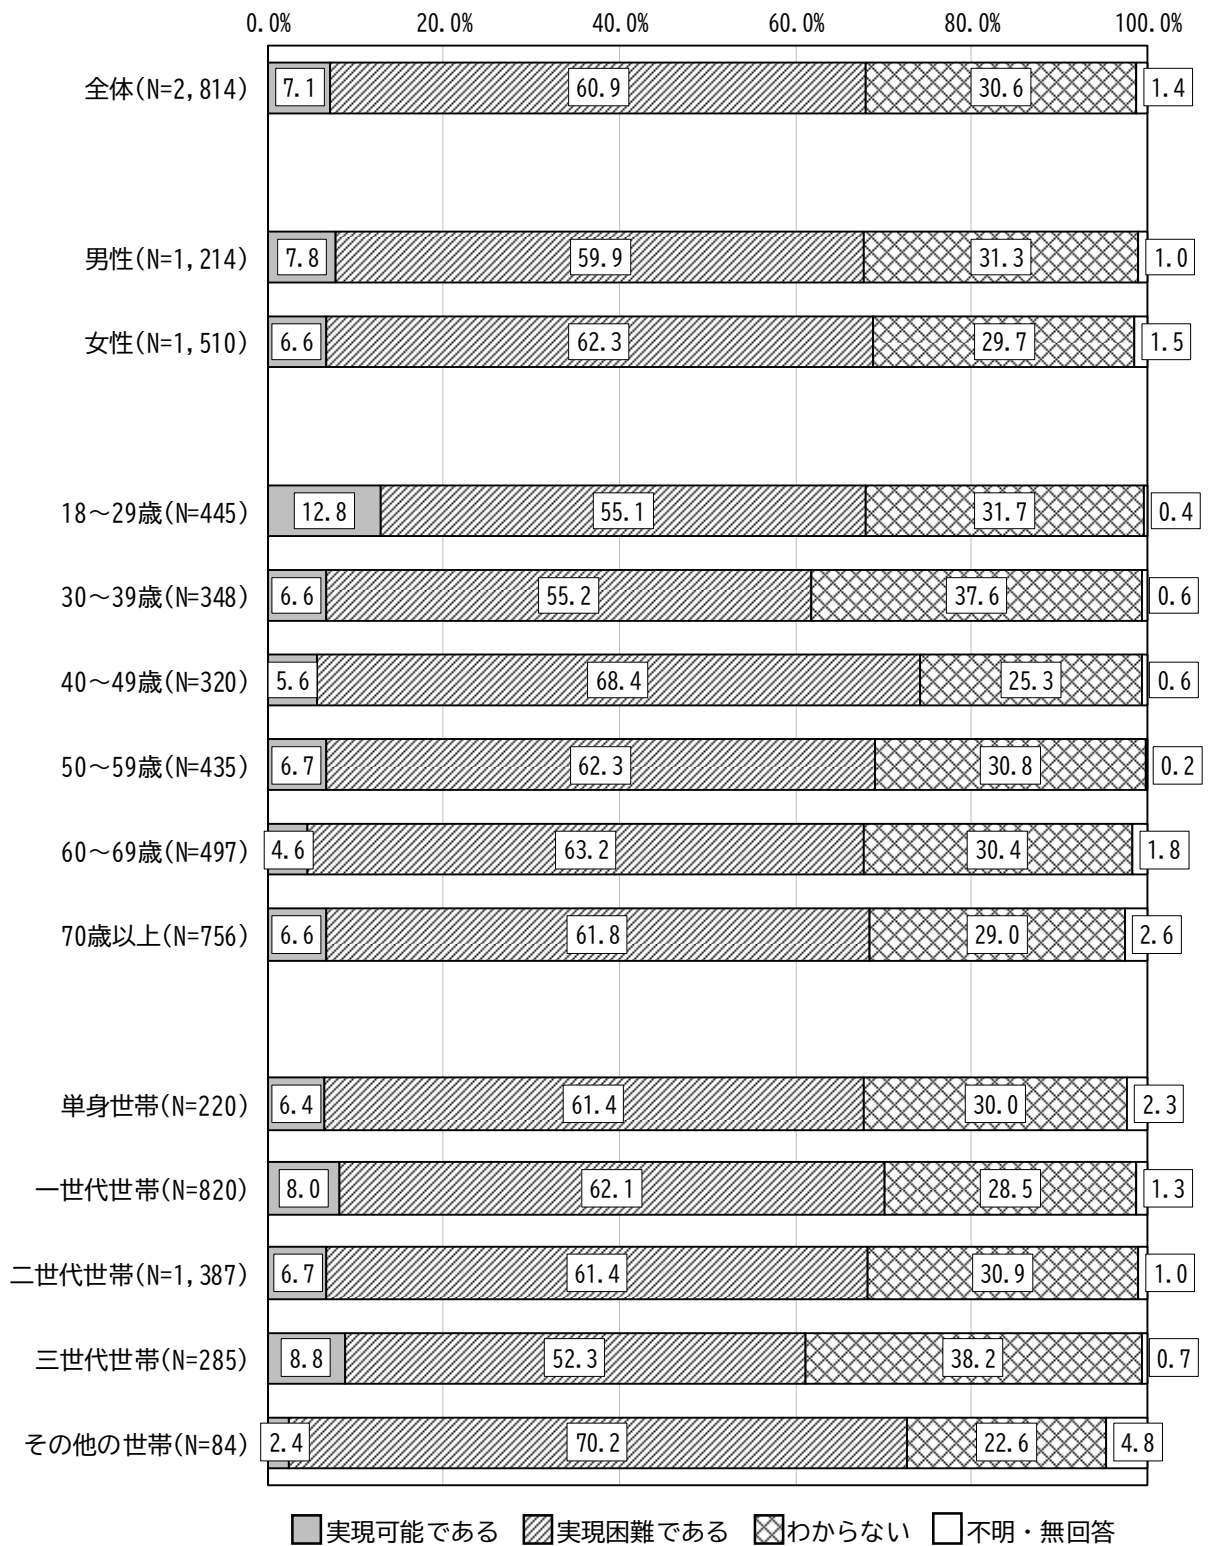 0.0% 20.0% 40.0% 60.0% 80.0% 100.0%
全体(N=2,814) 7.1 60.9 30.6 1.4
男性(N=1,214) 7.8 59.9 31.3 1.0
女性(N=1,510) 6.6 62.3 29.7 1.5
18～29歳(N=445) 12.8 55.1 31.7 0.4
30～39歳(N=348) 6.6 55.2 37.6 0.6
40～49歳(N=320) 5.6 68.4 25.3 0.6
50～59歳(N=435) 6.7 62.3 30.8 0.2
60～69歳(N=497) 4.6 63.2 30.4 1.8
70歳以上(N=756) 6.6 61.8 29.0 2.6
単身世帯(N=220) 6.4 61.4 30.0 2.3
一世代世帯(N=820) 8.0 62.1 28.5 1.3
二世代世帯(N=1,387) 6.7 61.4 30.9 1.0
三世代世帯(N=285) 8.8 52.3 38.2 0.7
その他の世帯(N=84) 2.4 70.2 22.6 4.8
実現可能である 実現困難である わからない 不明・無回答